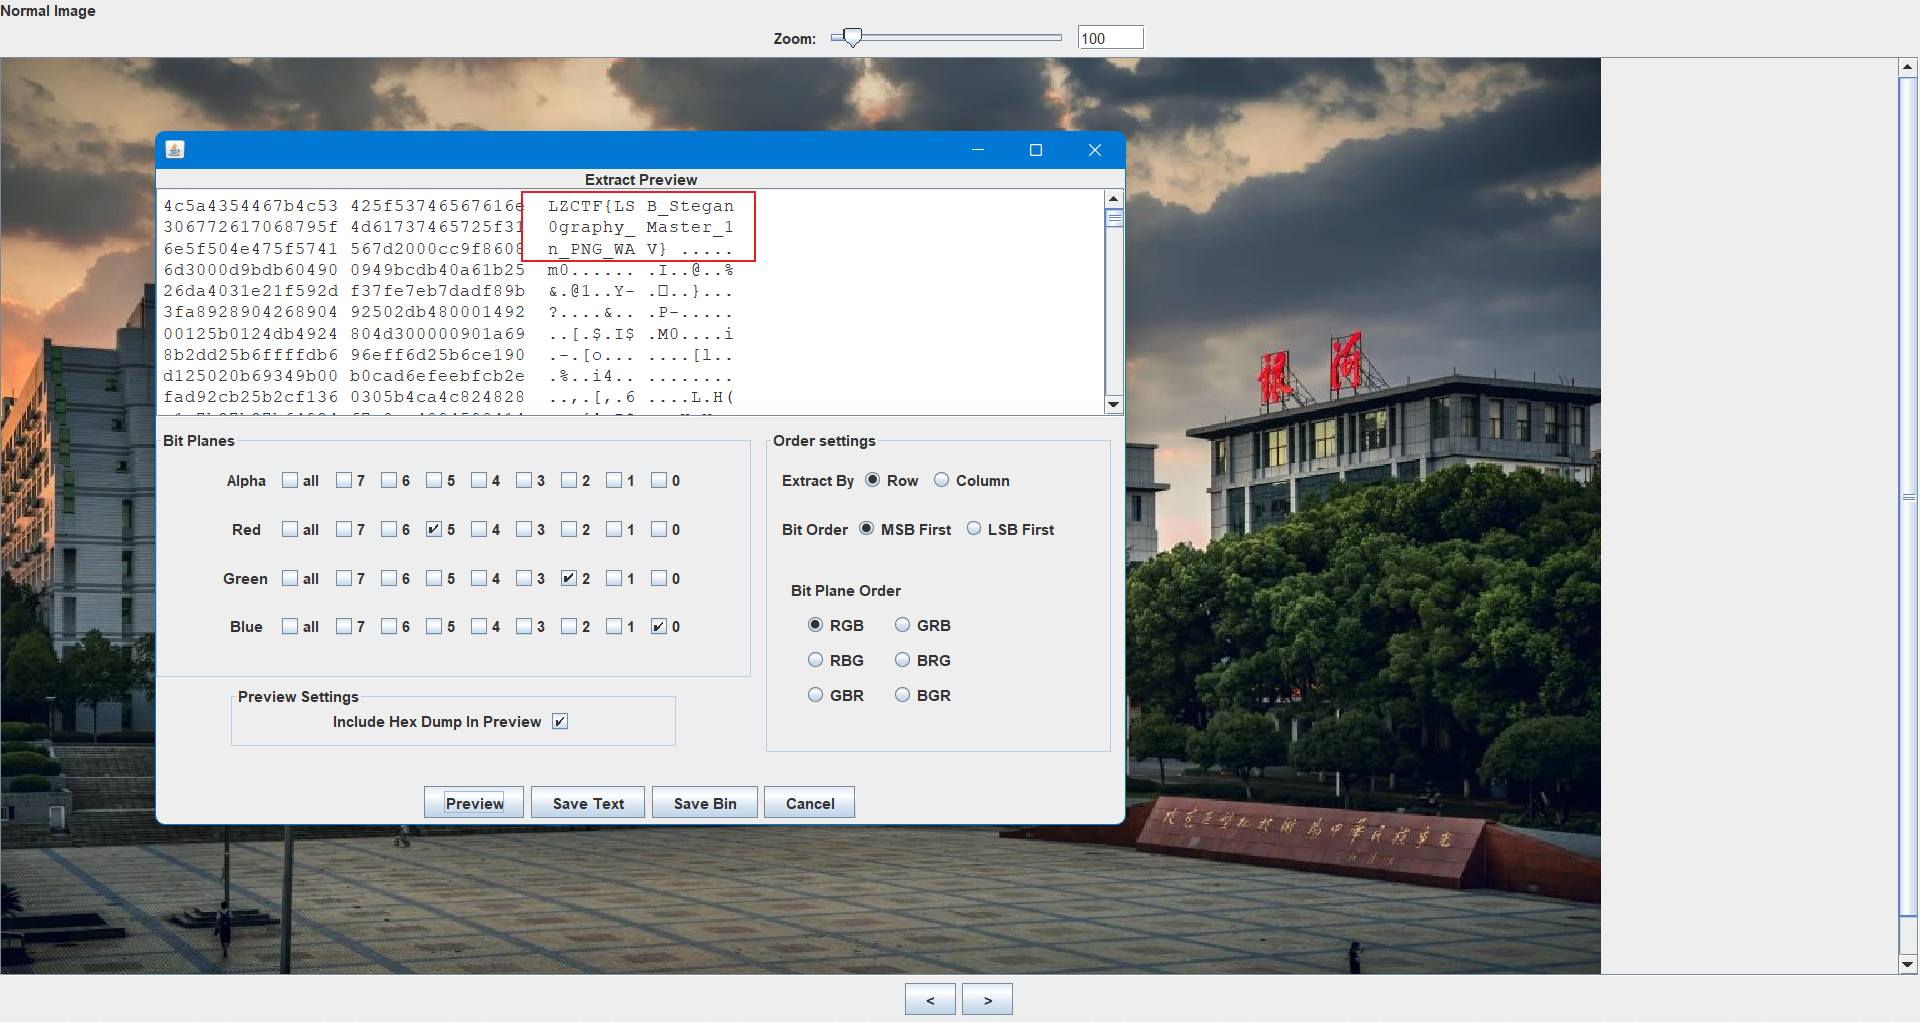 Normal Image
Zoom: 100
Extract Preview
4c5a4354467b4c53 425f53746567616e LZCTF{LS B_Stegan
306772617068795f 4d61737465725f31 0graphy_ Master_1
6e5f504e475f5741 567d2000cc9f8608 n_PNG_WA V} .....
6d3000d9bdb60490 0949bcdb40a61b25 m0...... .I..@..%
26da4031e21f592d f37fe7eb7dadf89b &.@1..Y- .□..}...
3fa8928904268904 92502db480001492 ?....&.. .P-.....
00125b0124db4924 804d300000901a69 ..[.$.I$ .M0....i
8b2dd25b6ffffdb6 96eff6d25b6ce190 .-.[o... ....[l..
d125020b69349b00 b0cad6efeebfcb2e .%..i4.. ........
fad92cb25b2cf136 0305b4ca4c824828 ..,.[,.6 ....L.H(
Bit Planes
Alpha all 7 6 5 4 3 2 1 0
Red all 7 6 5 4 3 2 1 0
Green all 7 6 5 4 3 2 1 0
Blue all 7 6 5 4 3 2 1 0
Preview Settings
Include Hex Dump In Preview
Order settings
Extract By Row Column
Bit Order MSB First LSB First
Bit Plane Order
RGB GRB
RBG BRG
GBR BGR
Preview Save Text Save Bin Cancel
银河
< >